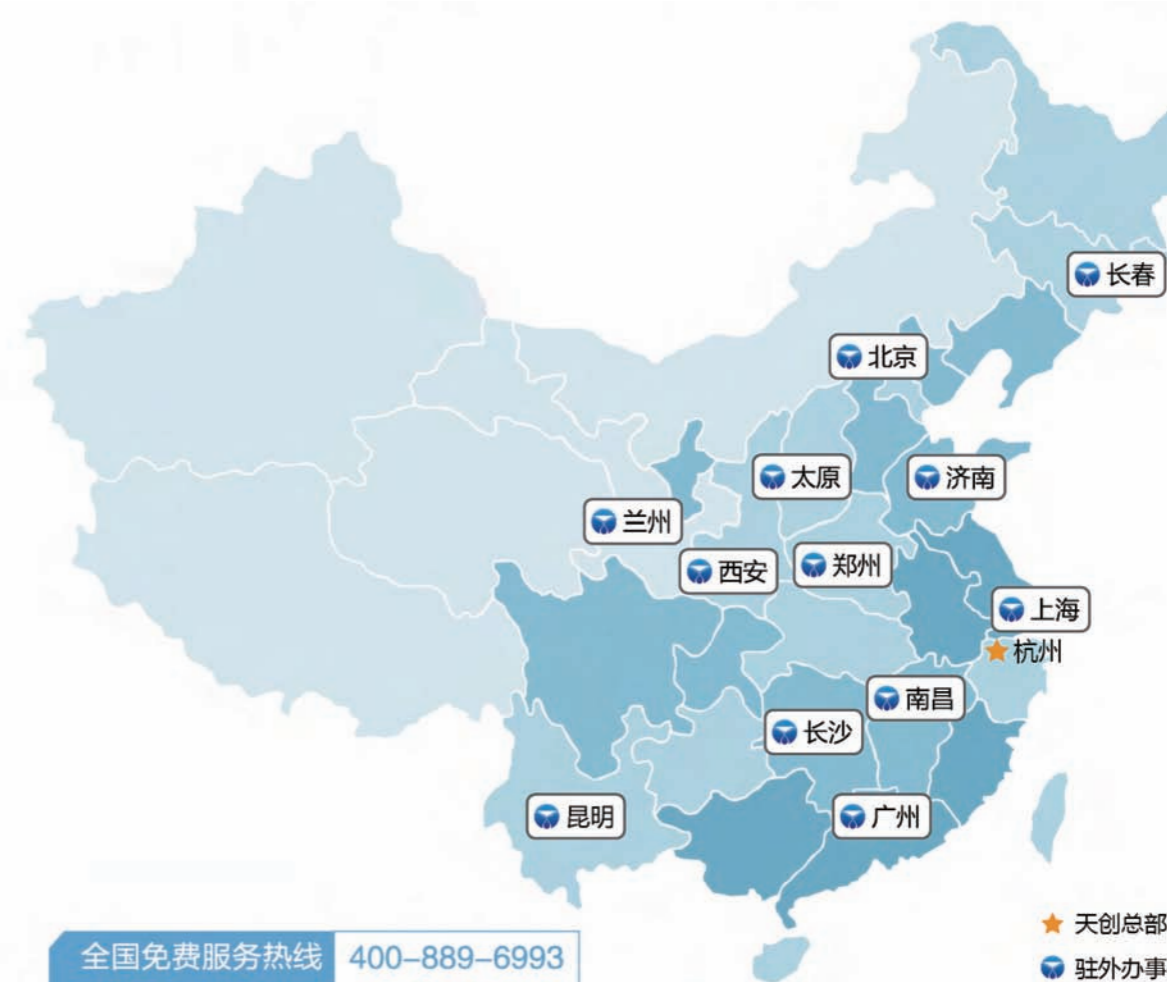 长春
北京
太原
济南
兰州
西安
郑州
上海
杭州
南昌
长沙
昆明
广州
天创总部
全国免费服务热线 400-889-6993
驻外办事